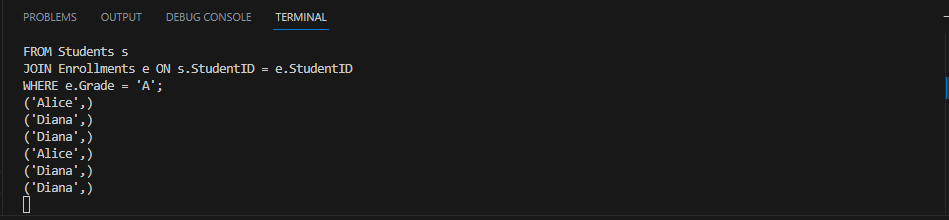 PROBLEMS OUTPUT DEBUG CONSOLE TERMINAL
FROM Students s
JOIN Enrollments e ON s.StudentID = e.StudentID
WHERE e.Grade = 'A';
('Alice',)
('Diana',)
('Diana',)
('Alice',)
('Diana',)
('Diana',)